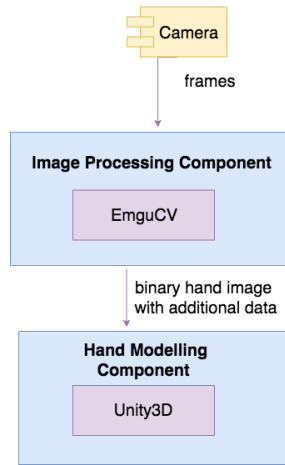 Camera
frames
Image Processing Component
EmguCV
binary hand image
with additional data
Hand Modelling
Component
Unity3D